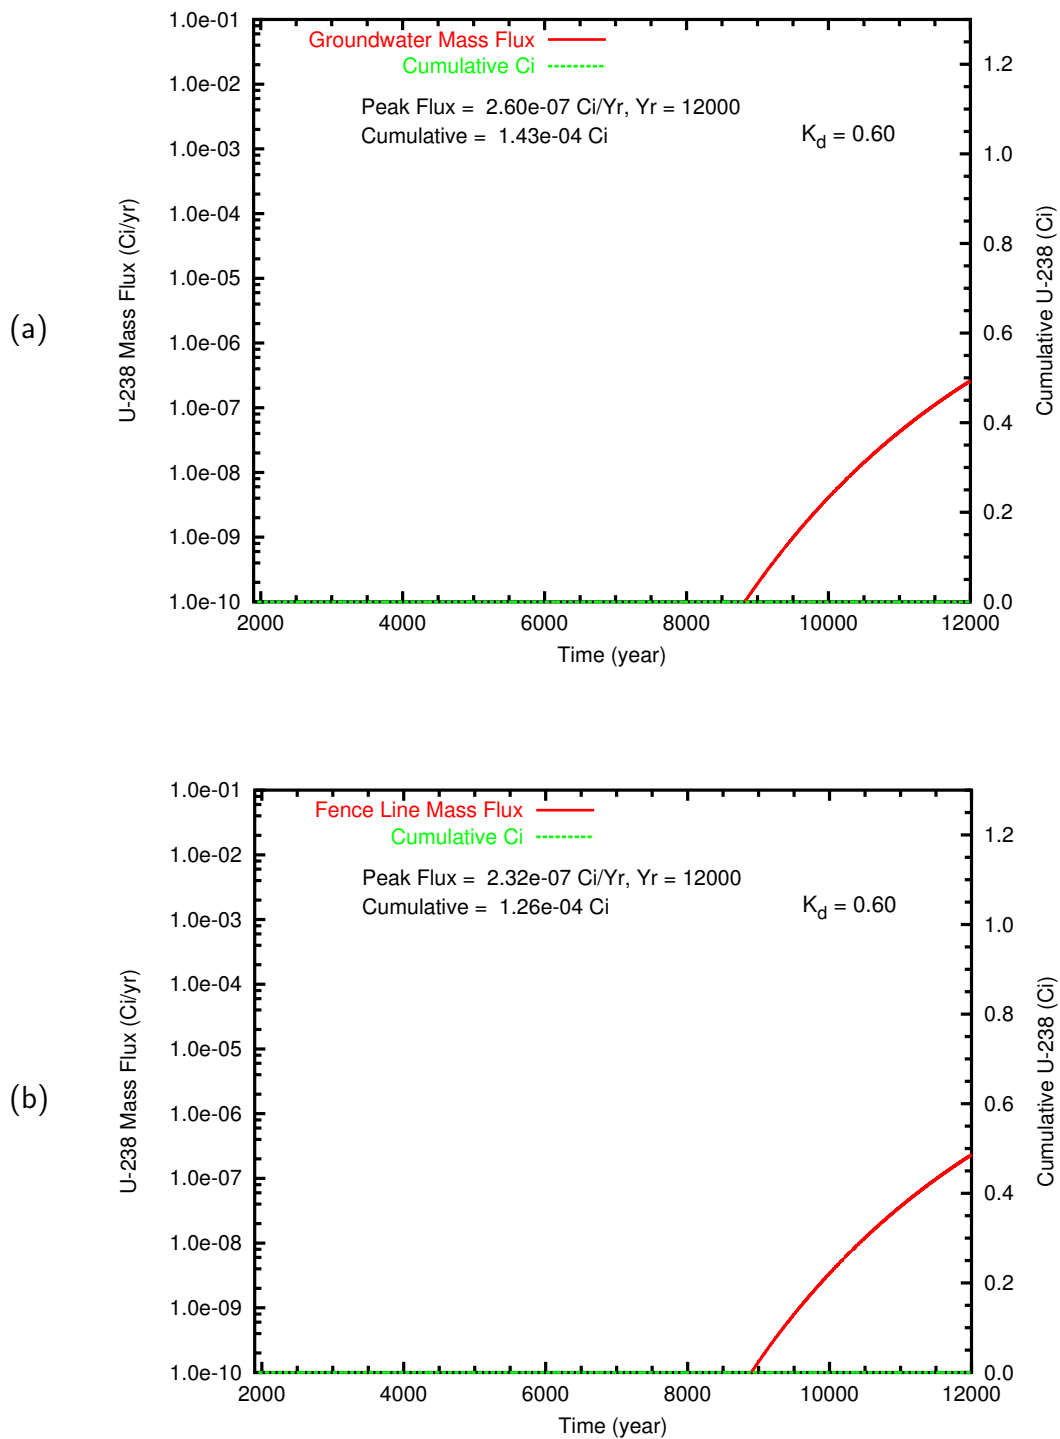 (a)
U-238 Mass Flux (Ci/yr)
1.0e-01
1.0e-02
1.0e-03
1.0e-04
1.0e-05
1.0e-06
1.0e-07
1.0e-08
1.0e-09
1.0e-10
Groundwater Mass Flux
Cumulative Ci
Peak Flux = 2.60e-07 Ci/Yr, Yr = 12000
Cumulative = 1.43e-04 Ci
K_d = 0.60
1.2
1.0
0.8
0.6
0.4
0.2
0.0
Cumulative U-238 (Ci)
2000 4000 6000 8000 10000 12000
Time (year)
(b)
U-238 Mass Flux (Ci/yr)
1.0e-01
1.0e-02
1.0e-03
1.0e-04
1.0e-05
1.0e-06
1.0e-07
1.0e-08
1.0e-09
1.0e-10
Fence Line Mass Flux
Cumulative Ci
Peak Flux = 2.32e-07 Ci/Yr, Yr = 12000
Cumulative = 1.26e-04 Ci
K_d = 0.60
1.2
1.0
0.8
0.6
0.4
0.2
0.0
Cumulative U-238 (Ci)
2000 4000 6000 8000 10000 12000
Time (year)